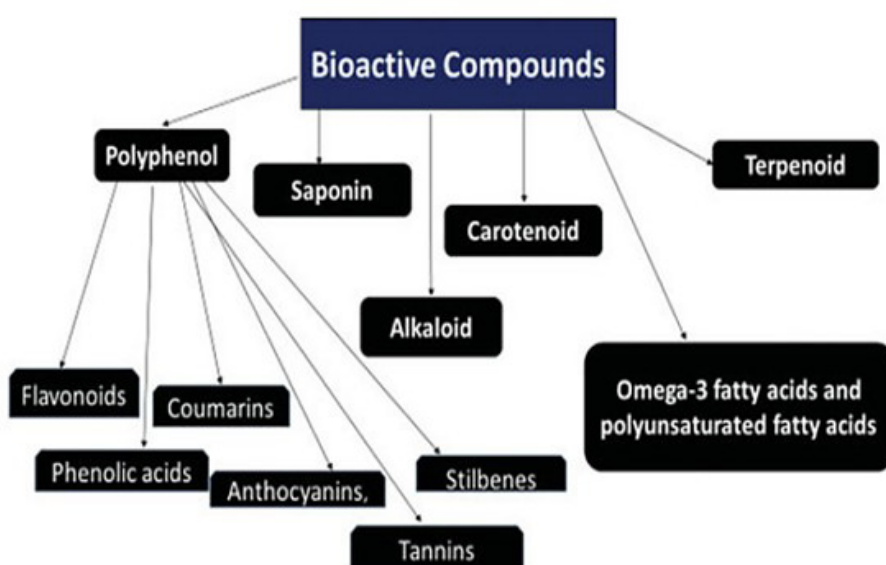 Bioactive Compounds
Polyphenol
Saponin
Alkaloid
Carotenoid
Terpenoid
Omega-3 fatty acids and
polyunsaturated fatty acids
Flavonoids
Phenolic acids
Coumarins
Anthocyanins,
Tannins
Stilbenes